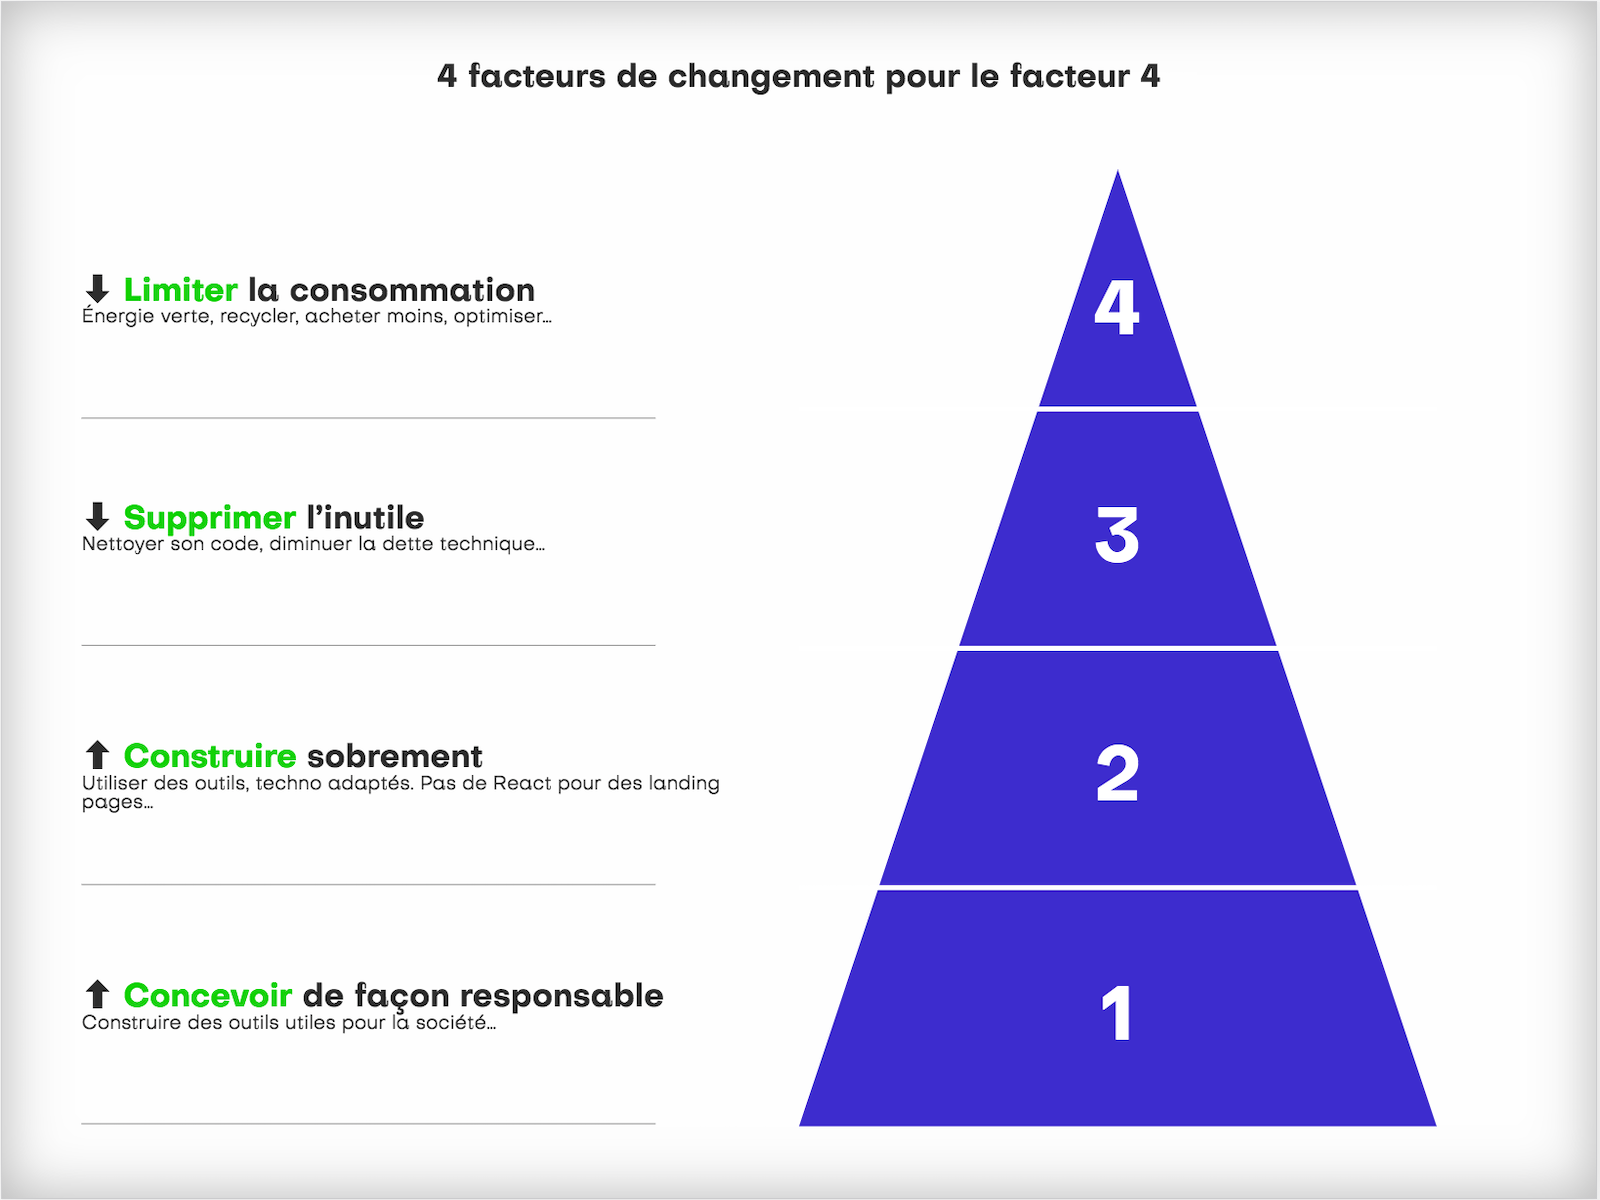 4 facteurs de changement pour le facteur 4
⬇ Limiter la consommation
Énergie verte, recycler, acheter moins, optimiser…
4
⬇ Supprimer l’inutile
Nettoyer son code, diminuer la dette technique…
3
⬆ Construire sobrement
Utiliser des outils, techno adaptés. Pas de React pour des landing
pages…
2
⬆ Concevoir de façon responsable
Construire des outils utiles pour la société…
1